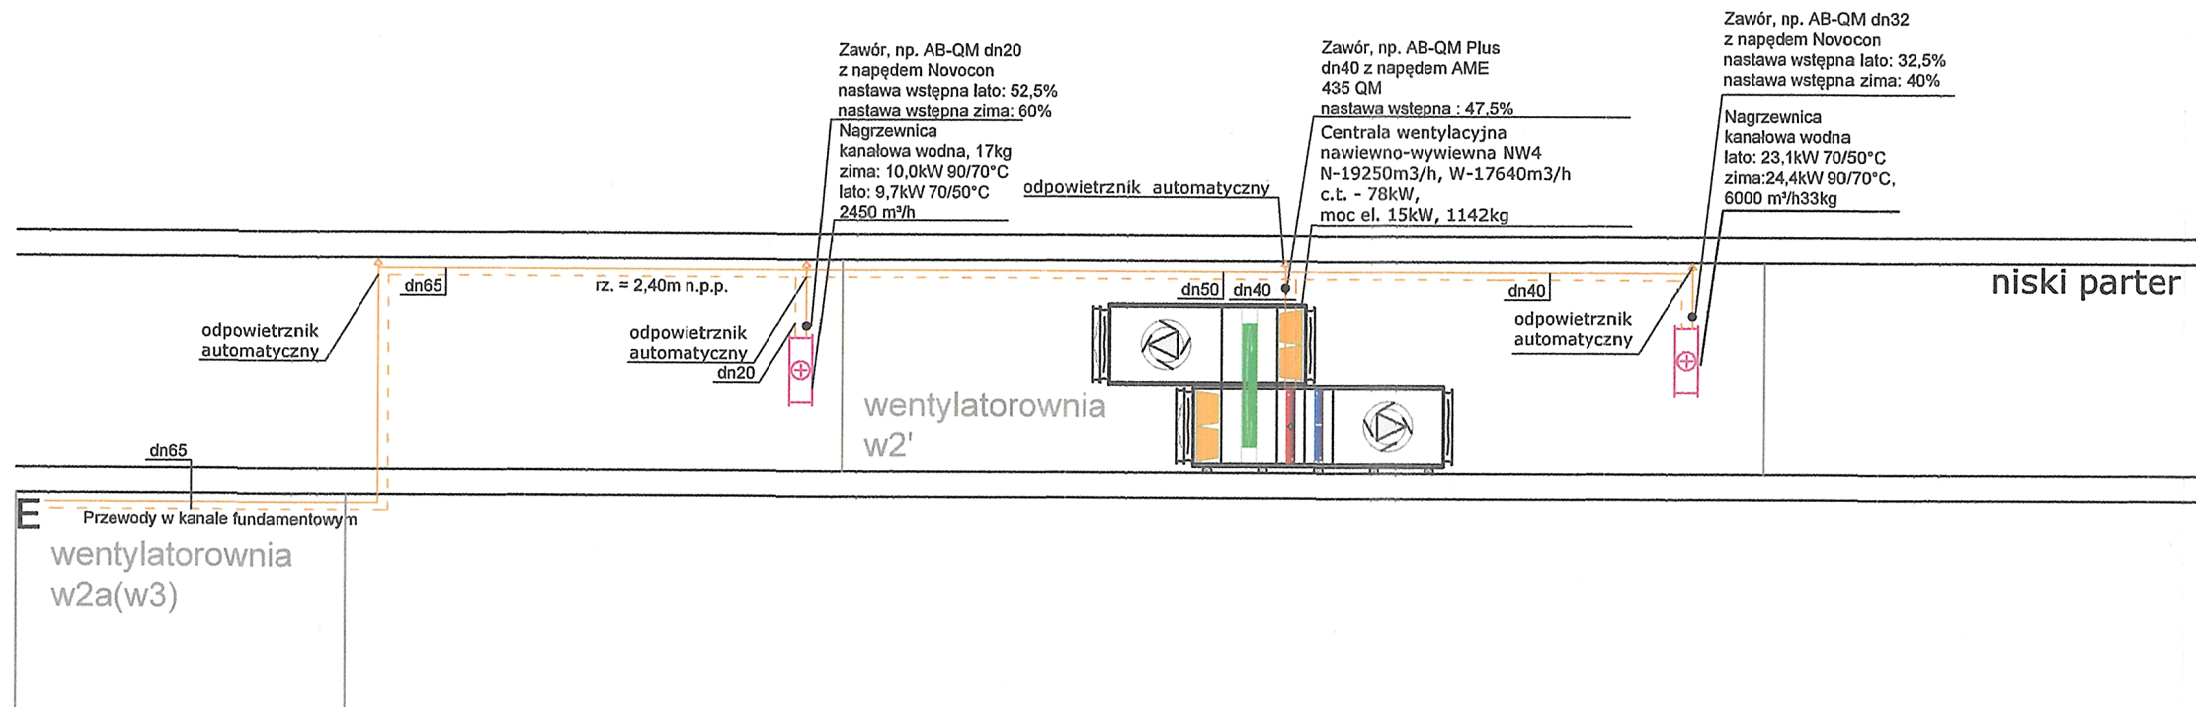 Zawór, np. AB-QM dn20
z napędem Novocon
nastawa wstępna lato: 52,5%
nastawa wstępna zima: 60%
Nagrzewnica
kanałowa wodna, 17kg
zima: 10,0kW 90/70°C
lato: 9,7kW 70/50°C
2450 m³/h
odpowietrznik automatyczny
Zawór, np. AB-QM Plus
dn40 z napędem AME
435 QM
nastawa wstępna : 47,5%
Centrala wentylacyjna
nawiewno-wywiewna NW4
N-19250m3/h, W-17640m3/h
c.t. - 78kW,
moc el. 15kW, 1142kg
Zawór, np. AB-QM dn32
z napędem Novocon
nastawa wstępna lato: 32,5%
nastawa wstępna zima: 40%
Nagrzewnica
kanałowa wodna
lato: 23,1kW 70/50°C
zima:24,4kW 90/70°C,
6000 m³/h33kg
niski parter
dn65
rz. = 2,40m n.p.p.
dn50
dn40
dn40
odpowietrznik
automatyczny
odpowietrznik
automatyczny
dn20
odpowietrznik
automatyczny
wentylatorownia
w2'
dn65
E
Przewody w kanale fundamentowym
wentylatorownia
w2a(w3)